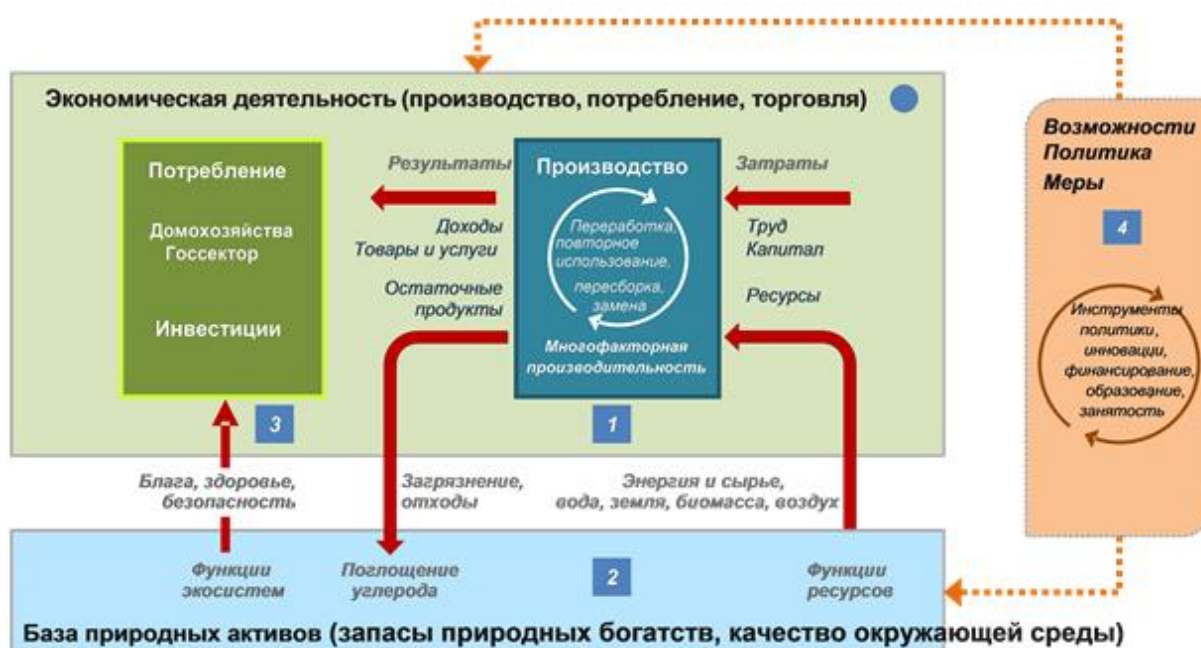 Экономическая деятельность (производство, потребление, торговля)
Потребление
Домохозяйства
Госсектор
Инвестиции
3
Результаты
Доходы
Товары и услуги
Остаточные
продукты
Производство
Переработка,
повторное
использование,
пересборка,
замена
Многофакторная
производительность
1
Затраты
Труд
Капитал
Ресурсы
Возможности
Политика
Меры
4
Инструменты
политики,
инновации,
финансирование,
образование,
занятость
Блага, здоровье,
безопасность
Загрязнение,
отходы
Энергия и сырье,
вода, земля, биомасса, воздух
Функции
экосистем
Поглощение
углерода
2
Функции
ресурсов
База природных активов (запасы природных богатств, качество окружающей среды)